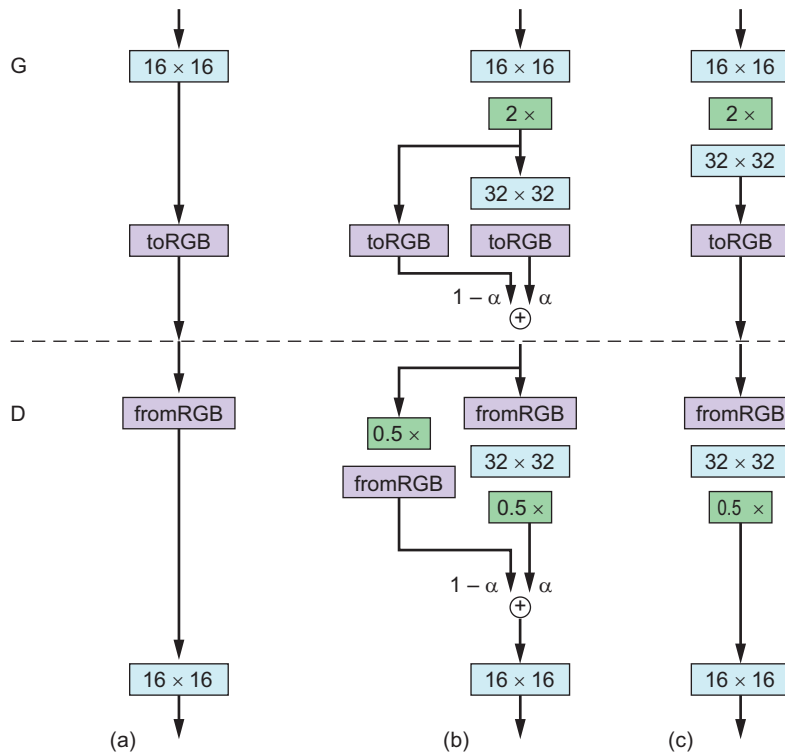 G
16 × 16
16 × 16
16 × 16
2 ×
2 ×
32 × 32
32 × 32
toRGB
toRGB
toRGB
toRGB
1 – α
α
+
D
fromRGB
fromRGB
fromRGB
0.5 ×
32 × 32
32 × 32
fromRGB
0.5 ×
0.5 ×
1 – α
α
+
16 × 16
16 × 16
16 × 16
(a)
(b)
(c)